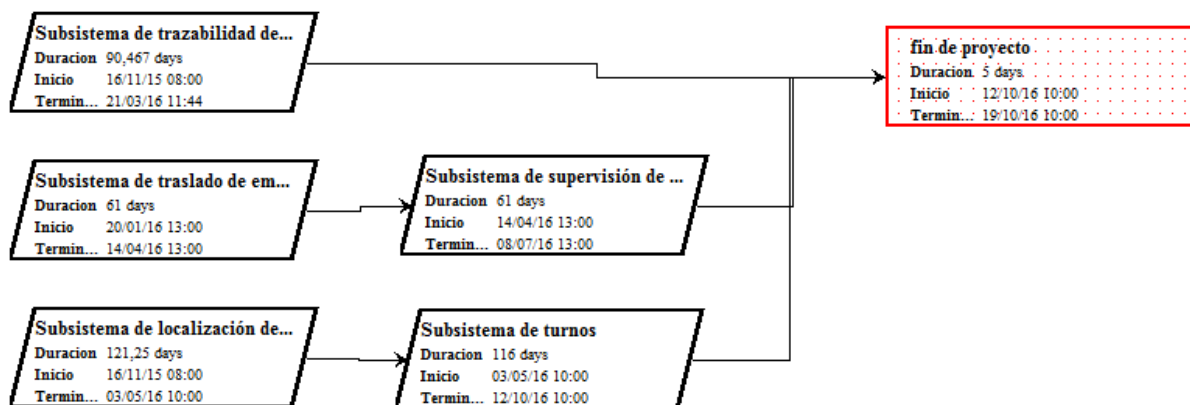 Subsistema de trazabilidad de...
Duracion 90,467 days
Inicio 16/11/15 08:00
Termin... 21/03/16 11:44
fin de proyecto
Duracion 5 days
Inicio 12/10/16 10:00
Termin... 19/10/16 10:00
Subsistema de traslado de em...
Duracion 61 days
Inicio 20/01/16 13:00
Termin... 14/04/16 13:00
Subsistema de supervisión de ...
Duracion 61 days
Inicio 14/04/16 13:00
Termin... 08/07/16 13:00
Subsistema de localización de...
Duracion 121,25 days
Inicio 16/11/15 08:00
Termin... 03/05/16 10:00
Subsistema de turnos
Duracion 116 days
Inicio 03/05/16 10:00
Termin... 12/10/16 10:00